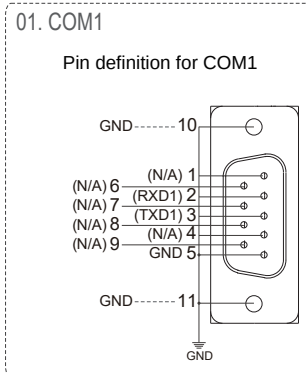 01. COM1
Pin definition for COM1
GND------10
(N/A) 1
(N/A) 6
(RXD1) 2
(N/A) 7
(TXD1) 3
(N/A) 8
(N/A) 4
(N/A) 9
GND 5
GND------11
GND